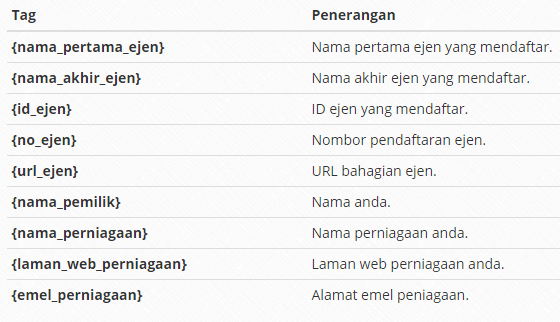 Tag Penerangan
{nama_pertama_ejen} Nama pertama ejen yang mendaftar.
{nama_akhir_ejen} Nama akhir ejen yang mendaftar.
{id_ejen} ID ejen yang mendaftar.
{no_ejen} Nombor pendaftaran ejen.
{url_ejen} URL bahagian ejen.
{nama_pemilik} Nama anda.
{nama_perniagaan} Nama perniagaan anda.
{laman_web_perniagaan} Laman web perniagaan anda.
{emel_perniagaan} Alamat emel peniagaan.